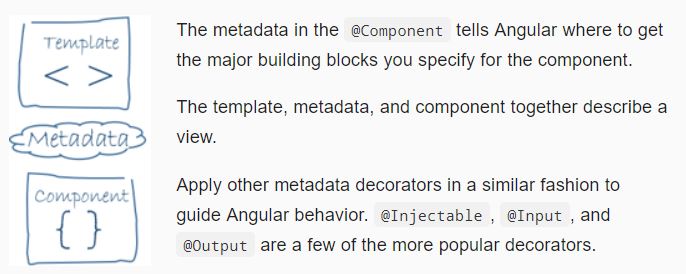 Template
< >
Metadata
Component
{ }
The metadata in the @Component tells Angular where to get
the major building blocks you specify for the component.
The template, metadata, and component together describe a
view.
Apply other metadata decorators in a similar fashion to
guide Angular behavior. @Injectable , @Input , and
@Output are a few of the more popular decorators.